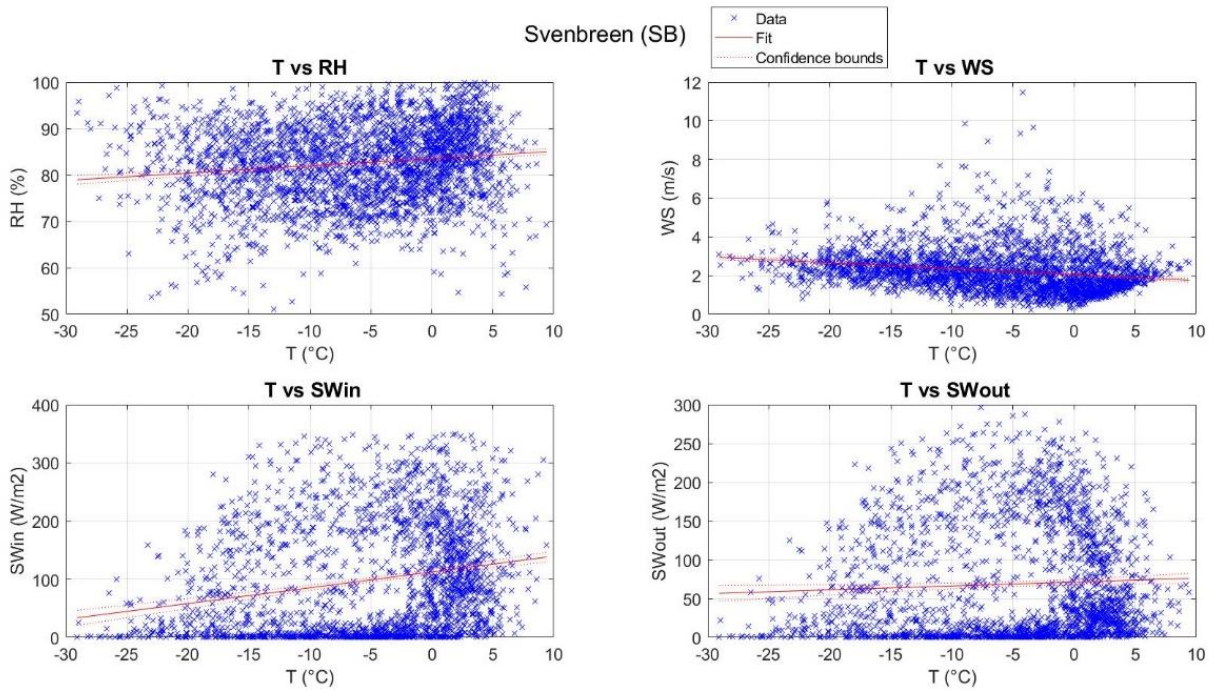 Svenbreen (SB)
Data
Fit
Confidence bounds
T vs RH
100
90
80
70
60
50
RH (%)
-30 -25 -20 -15 -10 -5 0 5 10
T (°C)
T vs WS
12
10
8
6
4
2
0
WS (m/s)
-30 -25 -20 -15 -10 -5 0 5 10
T (°C)
T vs SWin
400
300
200
100
0
SWin (W/m2)
-30 -25 -20 -15 -10 -5 0 5 10
T (°C)
T vs SWout
300
250
200
150
100
50
0
SWout (W/m2)
-30 -25 -20 -15 -10 -5 0 5 10
T (°C)